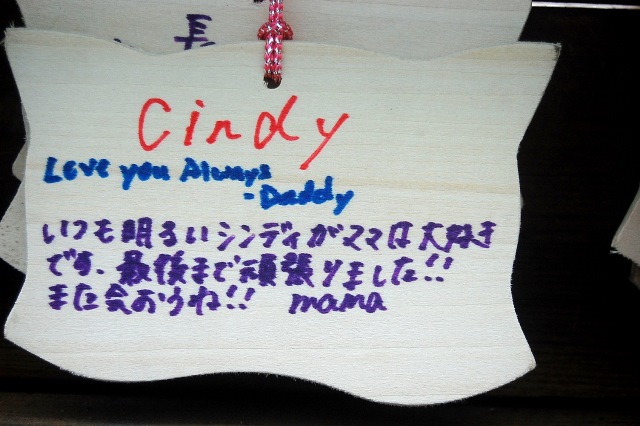 長
Cindy
Love you Always
- Daddy
いつも明るいシンディがママは大好き
です、最後まで頑張りました!!
また会おうね!! mama